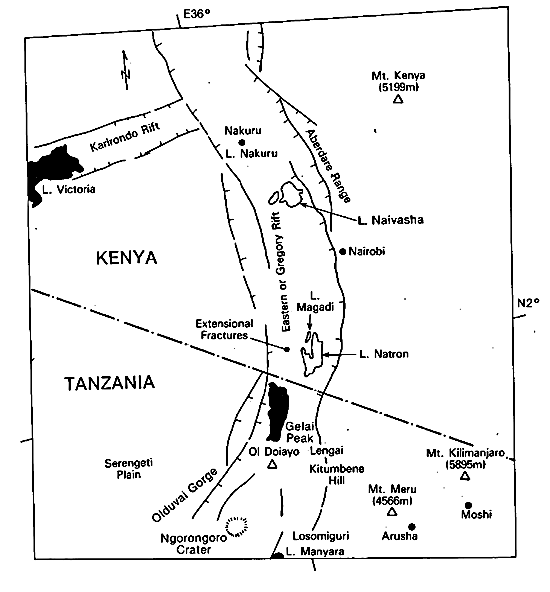 E36°
Mt. Kenya
(5199m)
Karirondo Rift
Nakuru
L. Nakuru
Aberdare Range
L. Victoria
L. Naivasha
Eastern or Gregory Rift
KENYA
Nairobi
L.
Magadi
N2°
Extensional
Fractures
L. Natron
TANZANIA
Gelai
Peak
Ol Doiayo
Lengai
Mt. Kilimanjaro
(5895m)
Serengeti
Plain
Kitumbene
Hill
Olduval Gorge
Mt. Meru
(4566m)
Moshi
Ngorongoro
Crater
Losomiguri
Arusha
L. Manyara